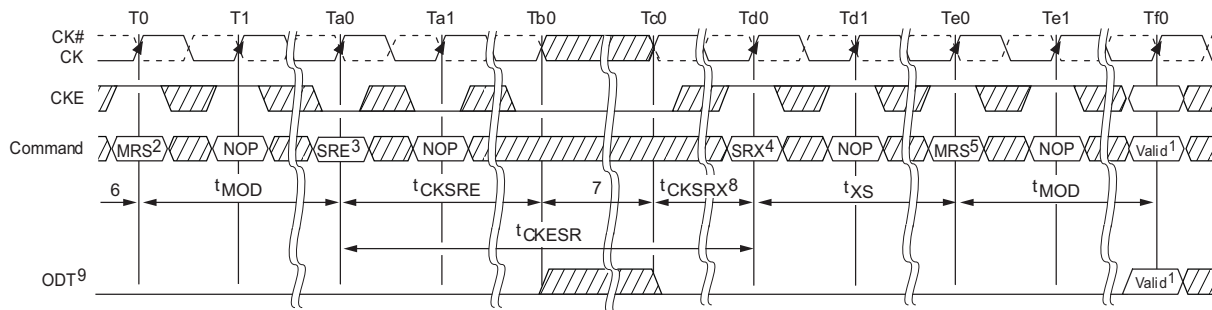 T0 T1 Ta0 Ta1 Tb0 Tc0 Td0 Td1 Te0 Te1 Tf0
CK#
CK
CKE
Command MRS2 NOP SRE3 NOP SRX4 NOP MRS5 NOP Valid1
6 tMOD tCKSRE 7 tCKSRX8 tXS tMOD
tCKESR
ODT9 Valid1